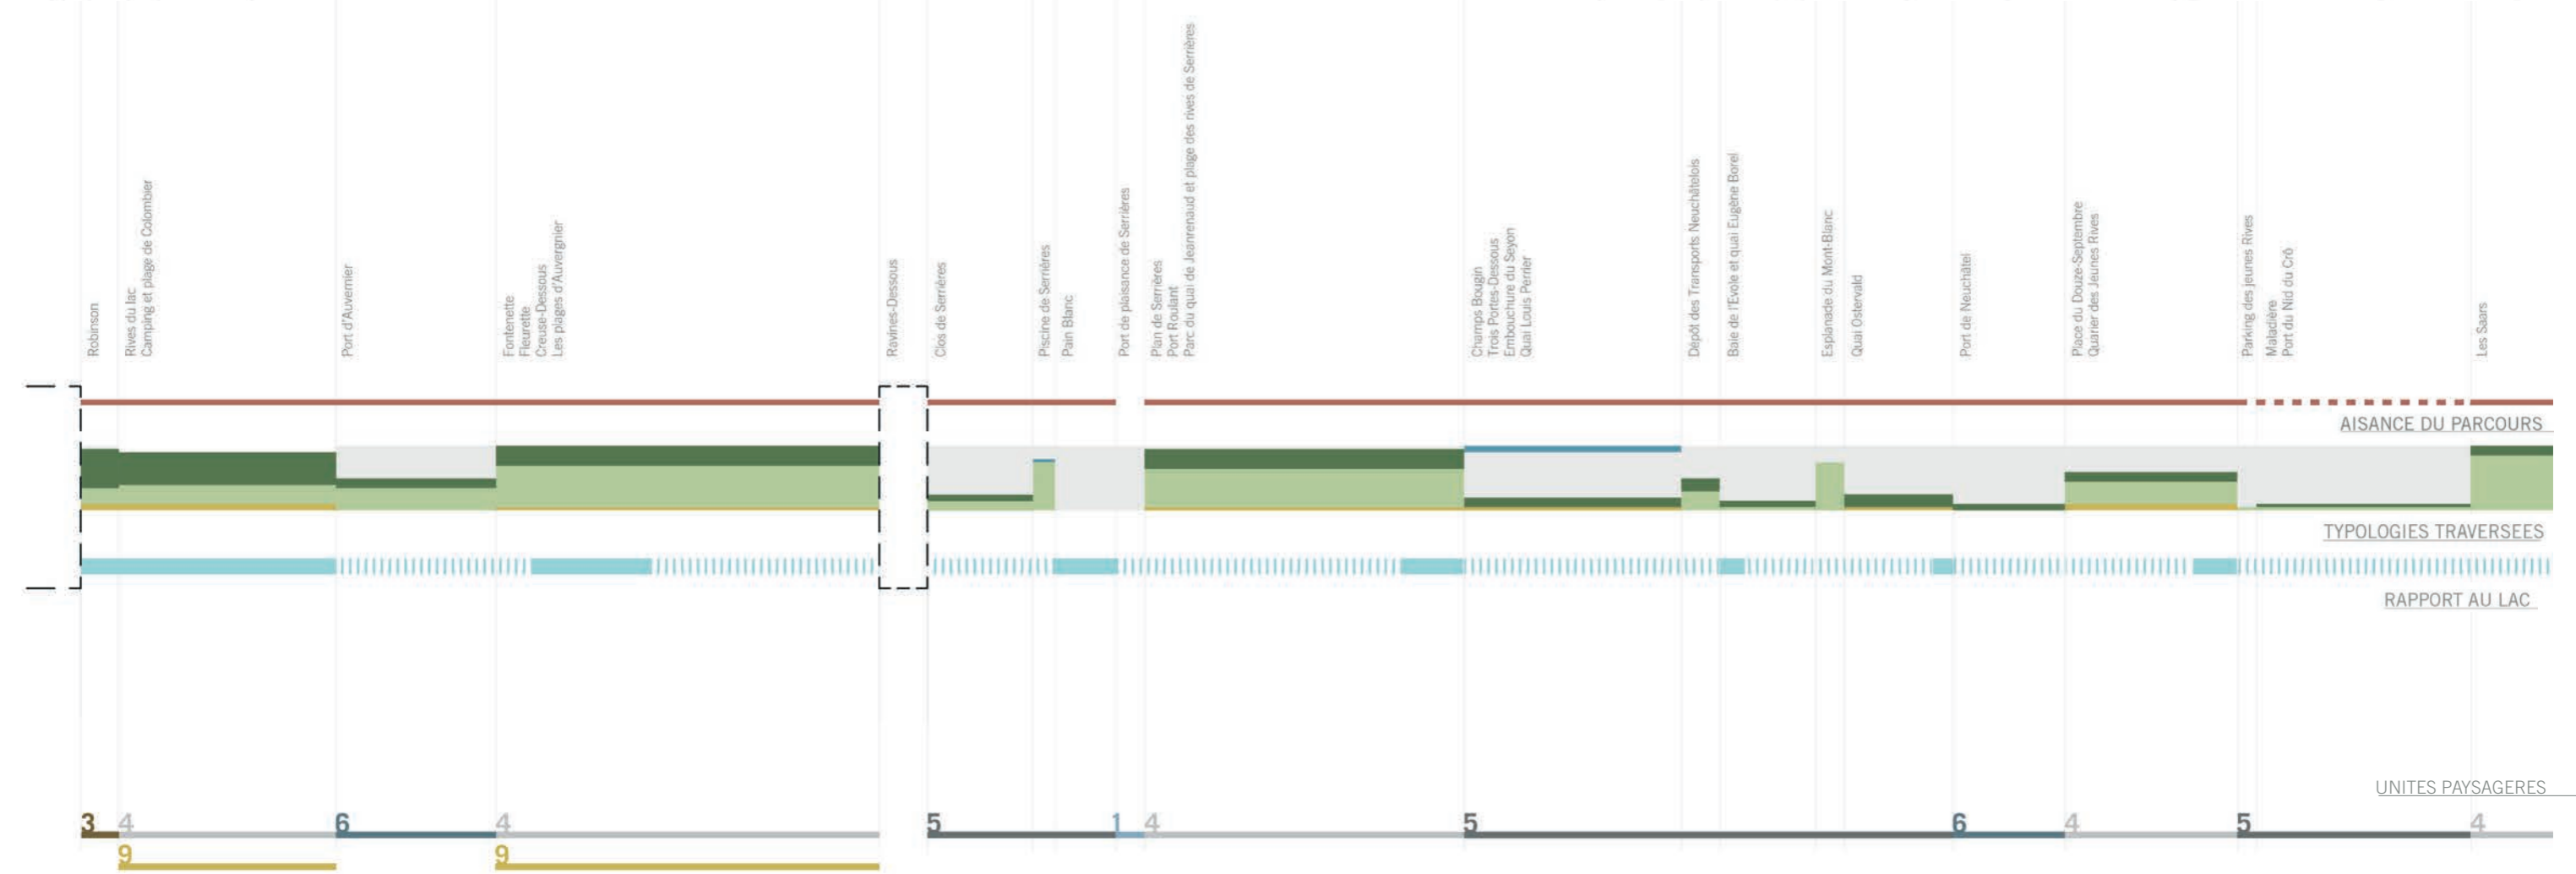 Robinson
Rives du lac
Camping et plage de Colombier
Port d'Auvernier
Fontenette
Fleurette
Creuse-Dessous
Les plages d'Auvergnier
Ravines-Dessous
Clos de Serrières
Piscine de Serrières
Pain Blanc
Port de plaisance de Serrières
Plan de Serrières
Port Roulant
Parc du quai de Jeanrenaud et plage des rives de Serrières
Champs Bougin
Trois Portes-Dessous
Embouchure du Seyon
Quai Louis Perrier
Dépôt des Transports Neuchâtelois
Baie de l'Evole et quai Eugène Borel
Esplanade du Mont-Blanc
Quai Ostervald
Port de Neuchâtel
Place du Douze-Septembre
Quarier des Jeunes Rives
Parking des jeunes Rives
Maladière
Port du Nid du Crô
Les Saars
AISANCE DU PARCOURS
TYPOLOGIES TRAVERSEES
RAPPORT AU LAC
UNITES PAYSAGERES
3 4 6 4 5 1 4 5 6 4 5 4
9 9